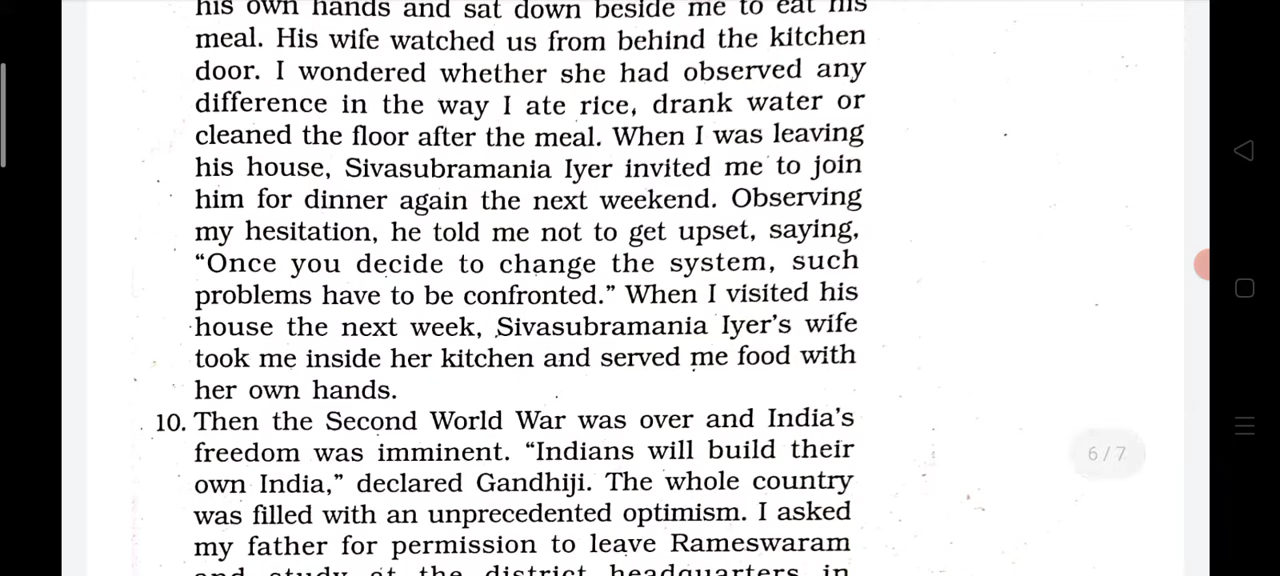 his own hands and sat down beside me to eat his
meal. His wife watched us from behind the kitchen
door. I wondered whether she had observed any
difference in the way I ate rice, drank water or
cleaned the floor after the meal. When I was leaving
his house, Sivasubramania Iyer invited me to join
him for dinner again the next weekend. Observing
my hesitation, he told me not to get upset, saying,
“Once you decide to change the system, such
problems have to be confronted.” When I visited his
house the next week, Sivasubramania Iyer’s wife
took me inside her kitchen and served me food with
her own hands.
10. Then the Second World War was over and India’s
freedom was imminent. “Indians will build their
own India,” declared Gandhiji. The whole country
was filled with an unprecedented optimism. I asked
my father for permission to leave Rameswaram
and study at the district headquarters in
6/7